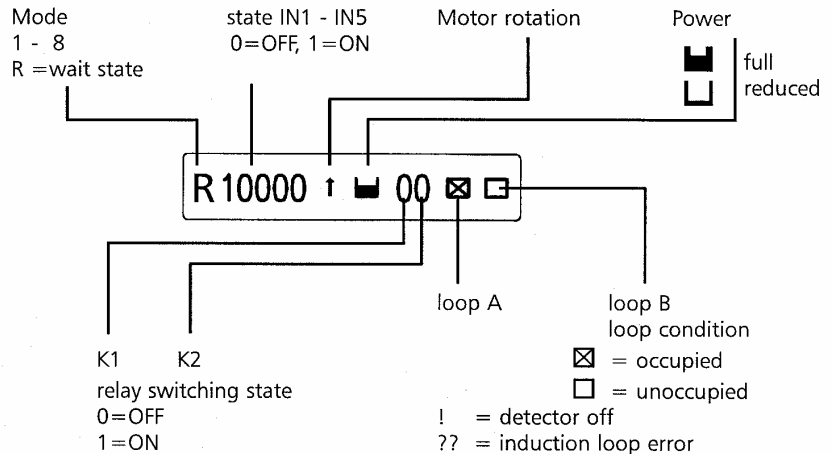 Mode
1 - 8
R =wait state
state IN1 - IN5
0=OFF, 1=ON
Motor rotation
Power
full
reduced
R 10000 ↑ 00 ☒ ☐
loop A
loop B
loop condition
☒ = occupied
☐ = unoccupied
! = detector off
?? = induction loop error
K1 K2
relay switching state
0=OFF
1=ON